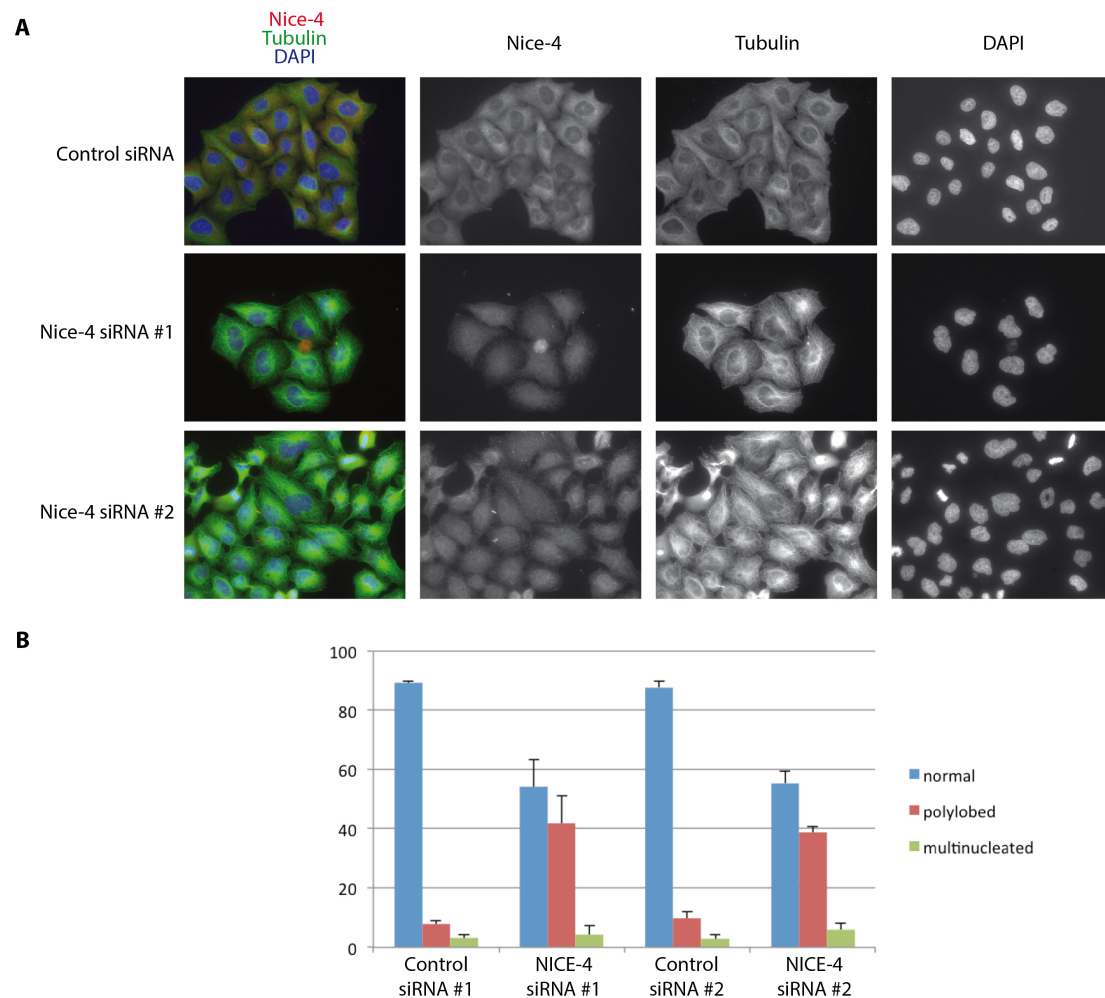 A
Nice-4
Tubulin
DAPI
Nice-4
Tubulin
DAPI
Control siRNA
Nice-4 siRNA #1
Nice-4 siRNA #2
B
100
80
60
40
20
0
Control
siRNA #1
NICE-4
siRNA #1
Control
siRNA #2
NICE-4
siRNA #2
normal
polylobed
multinucleated